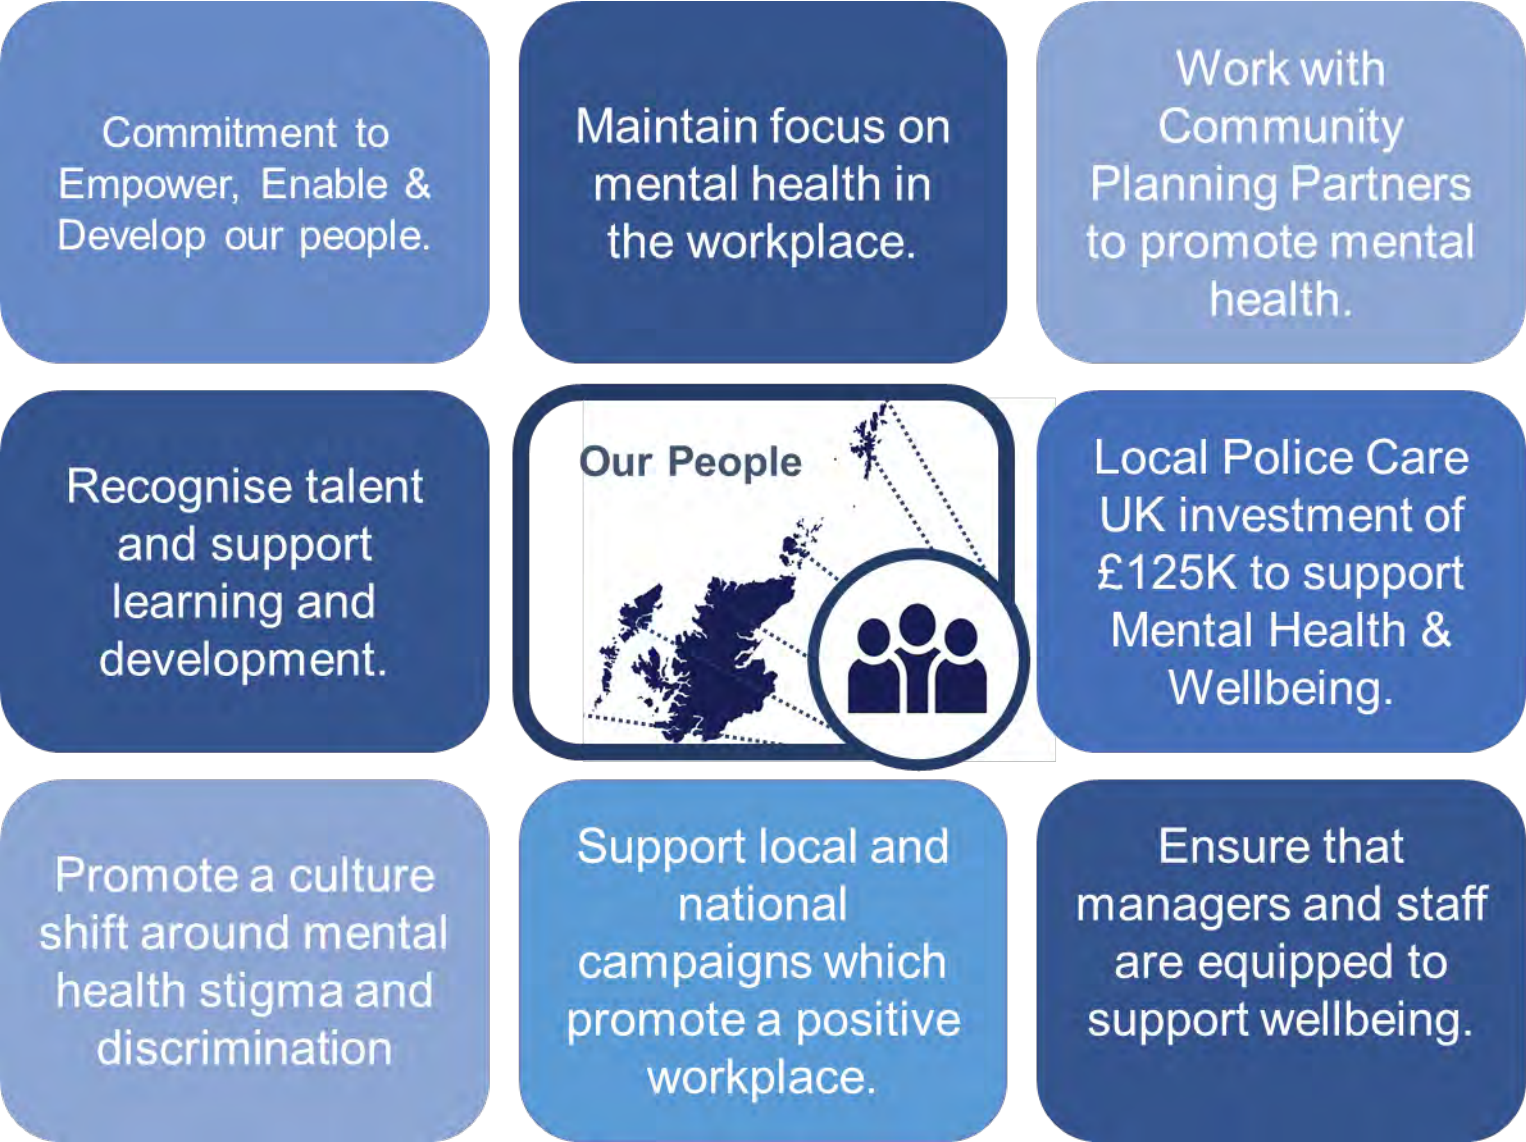 Commitment to
Empower, Enable &
Develop our people.
Maintain focus on
mental health in
the workplace.
Work with
Community
Planning Partners
to promote mental
health.
Recognise talent
and support
learning and
development.
Our People
Local Police Care
UK investment of
£125K to support
Mental Health &
Wellbeing.
Promote a culture
shift around mental
health stigma and
discrimination
Support local and
national
campaigns which
promote a positive
workplace.
Ensure that
managers and staff
are equipped to
support wellbeing.